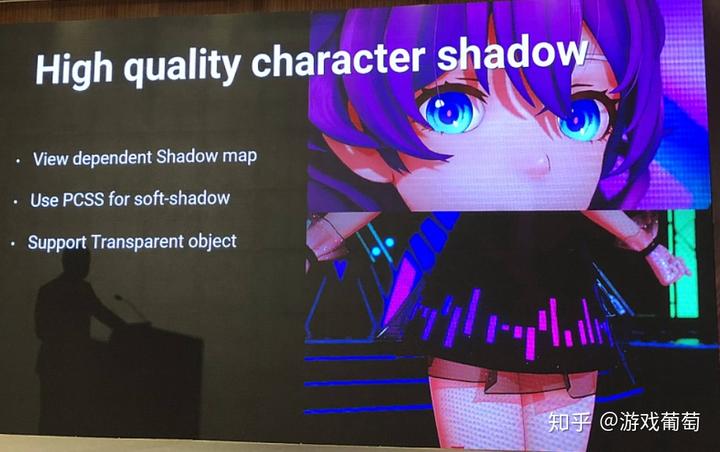 High quality character shadow
· View dependent Shadow map
· Use PCSS for soft-shadow
· Support Transparent object
知乎 @游戏葡萄